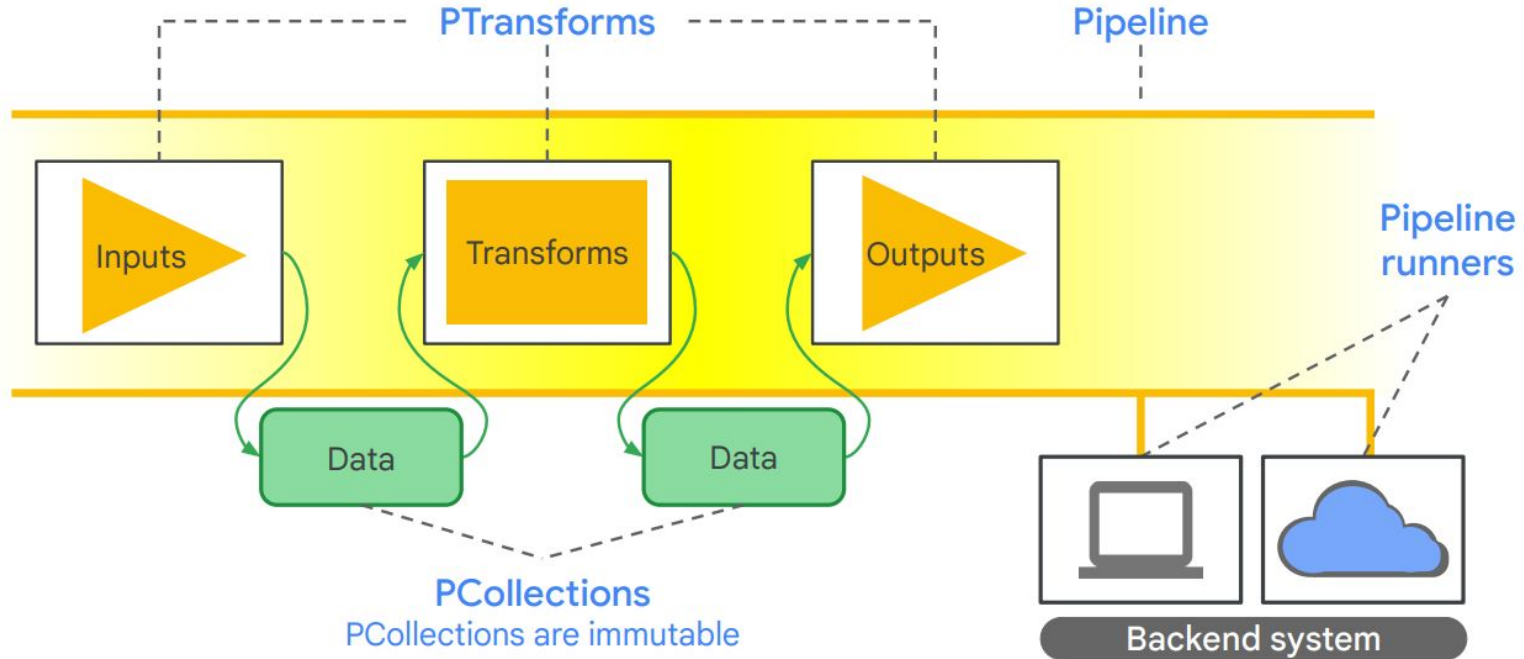 PTransforms
Pipeline
Inputs
Transforms
Outputs
Pipeline
runners
Data
Data
PCollections
PCollections are immutable
Backend system